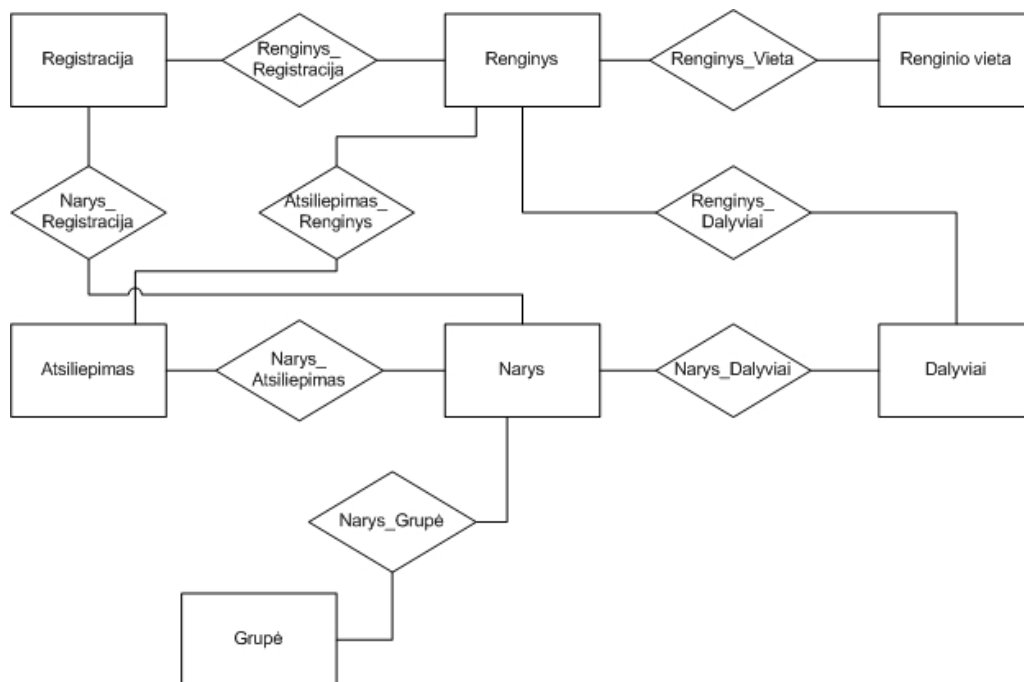 Registracija
Renginys_
Registracija
Renginys
Renginys_Vieta
Renginio vieta
Narys_
Registracija
Atsiliepimas_
Renginys
Renginys_
Dalyviai
Atsiliepimas
Narys_
Atsiliepimas
Narys
Narys_Dalyviai
Dalyviai
Narys_Grupė
Grupė